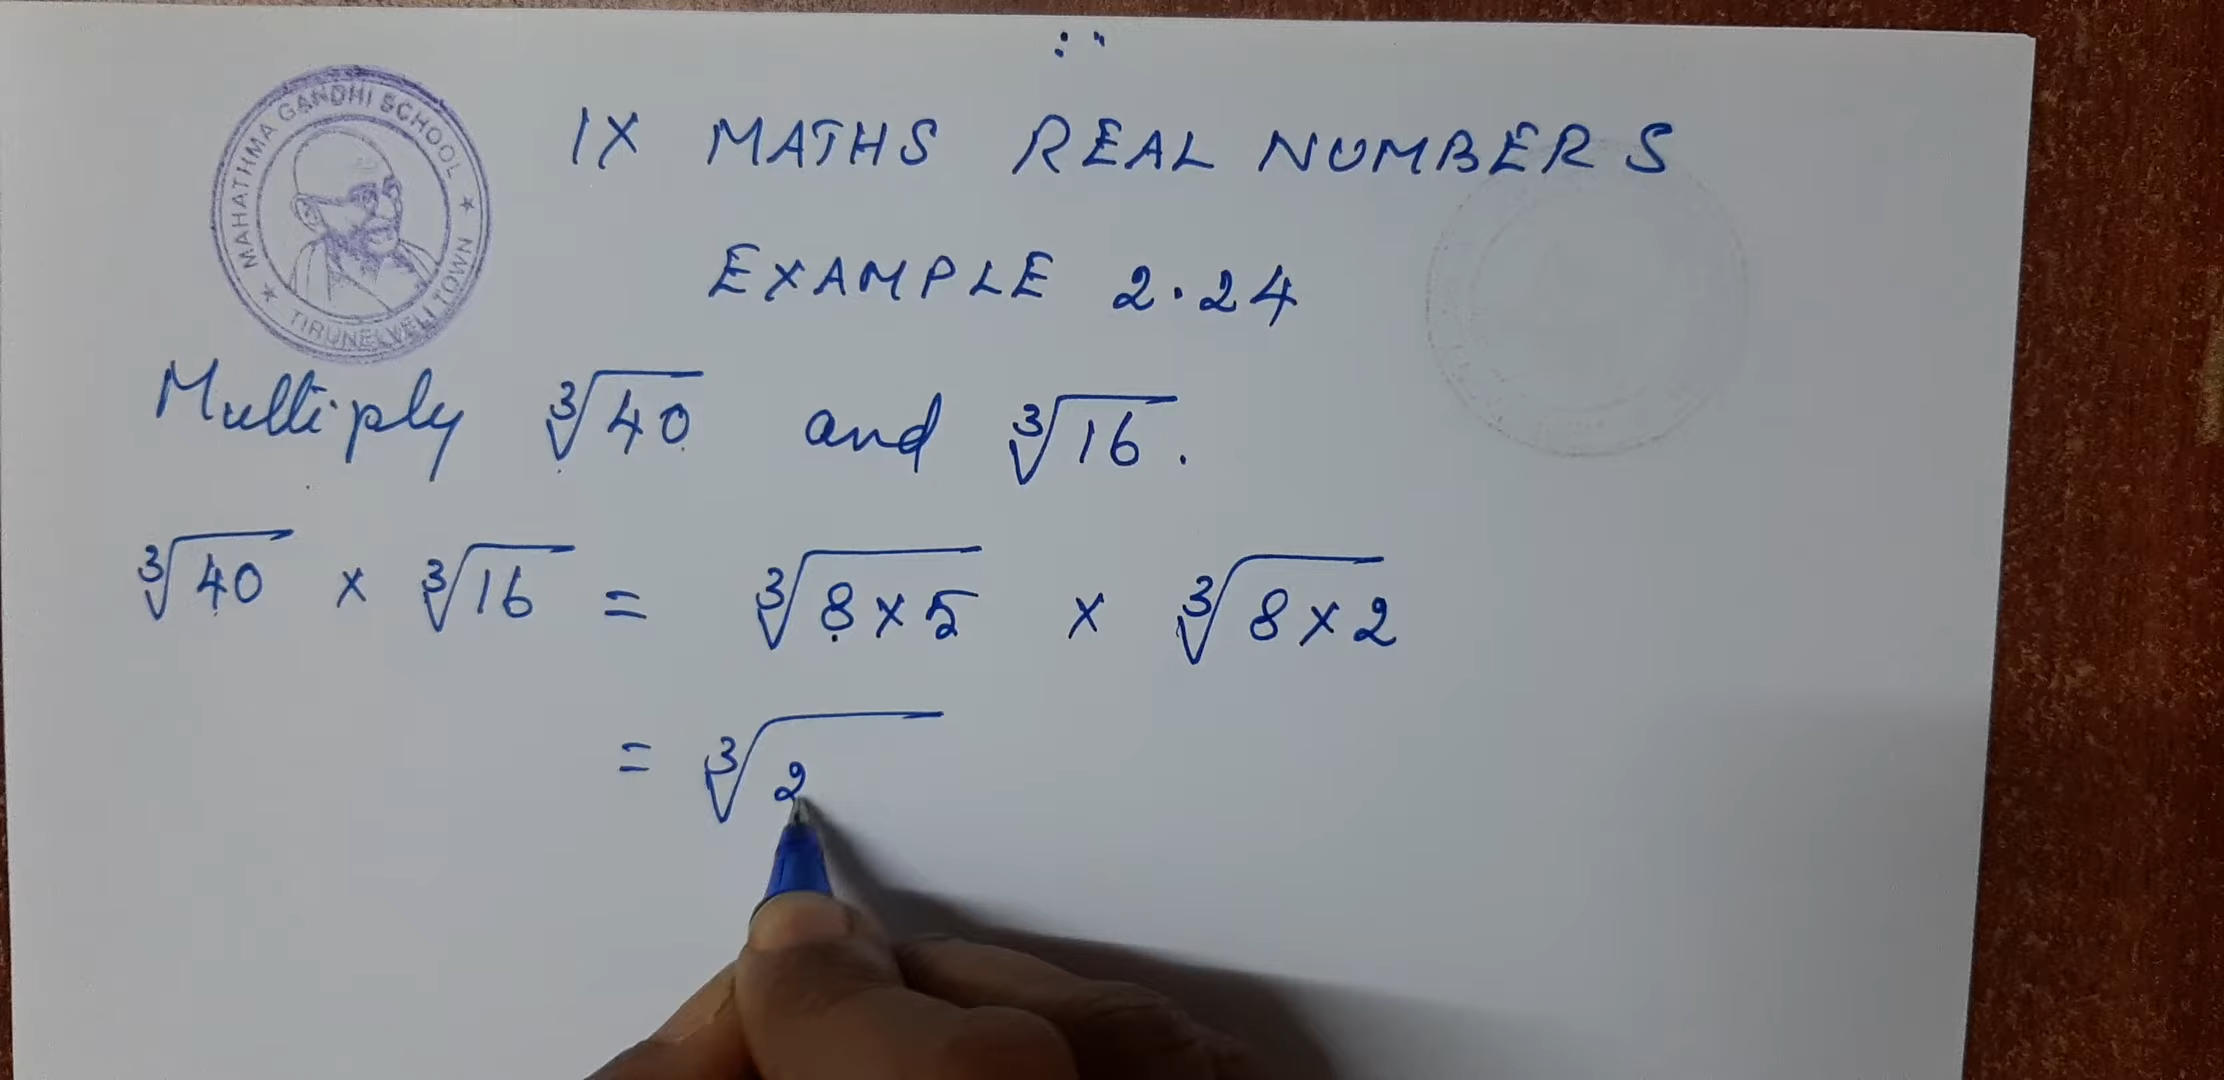 MAHATHMA GANDHI SCHOOL
TIRUNELVELI TOWN
IX MATHS REAL NUMBERS
EXAMPLE 2.24
Multiply ∛40 and ∛16.
∛40 × ∛16 = ∛8×5 × ∛8×2
= ∛2